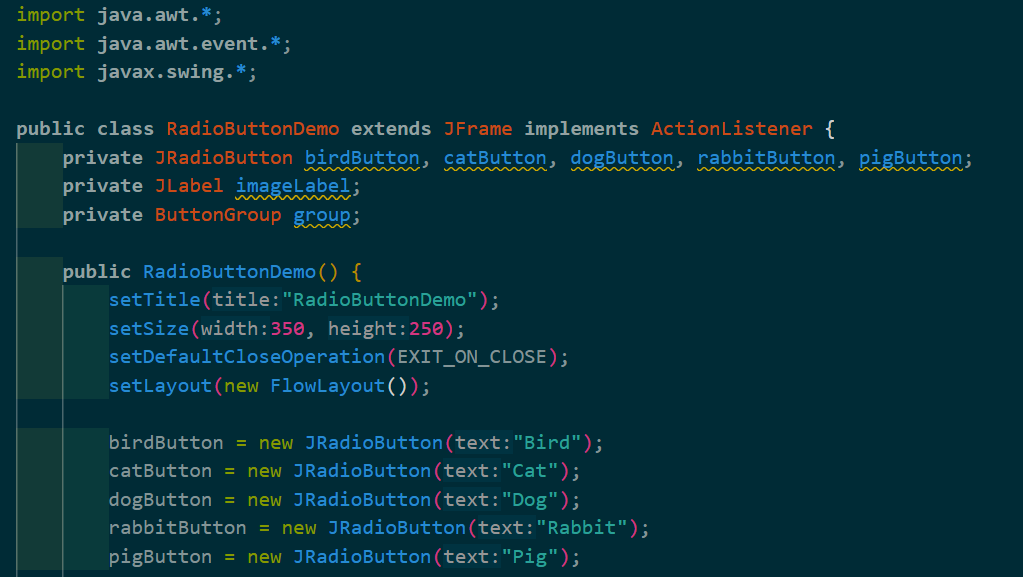 import java.awt.*;
import java.awt.event.*;
import javax.swing.*;
public class RadioButtonDemo extends JFrame implements ActionListener {
private JRadioButton birdButton, catButton, dogButton, rabbitButton, pigButton;
private JLabel imageLabel;
private ButtonGroup group;
public RadioButtonDemo() {
setTitle(title:"RadioButtonDemo");
setSize(width:350, height:250);
setDefaultCloseOperation(EXIT_ON_CLOSE);
setLayout(new FlowLayout());
birdButton = new JRadioButton(text:"Bird");
catButton = new JRadioButton(text:"Cat");
dogButton = new JRadioButton(text:"Dog");
rabbitButton = new JRadioButton(text:"Rabbit");
pigButton = new JRadioButton(text:"Pig");